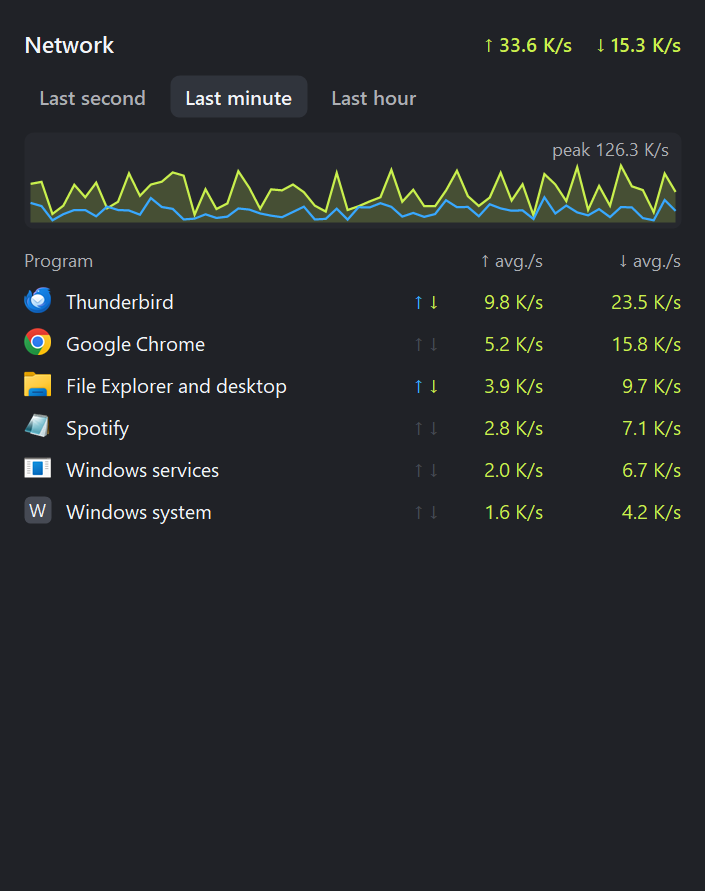 Network ↑ 33.6 K/s ↓ 15.3 K/s
Last second Last minute Last hour
peak 126.3 K/s
Program ↑ avg./s ↓ avg./s
Thunderbird ↑ ↓ 9.8 K/s 23.5 K/s
Google Chrome ↑ ↓ 5.2 K/s 15.8 K/s
File Explorer and desktop ↑ ↓ 3.9 K/s 9.7 K/s
Spotify ↑ ↓ 2.8 K/s 7.1 K/s
Windows services ↑ ↓ 2.0 K/s 6.7 K/s
W Windows system ↑ ↓ 1.6 K/s 4.2 K/s